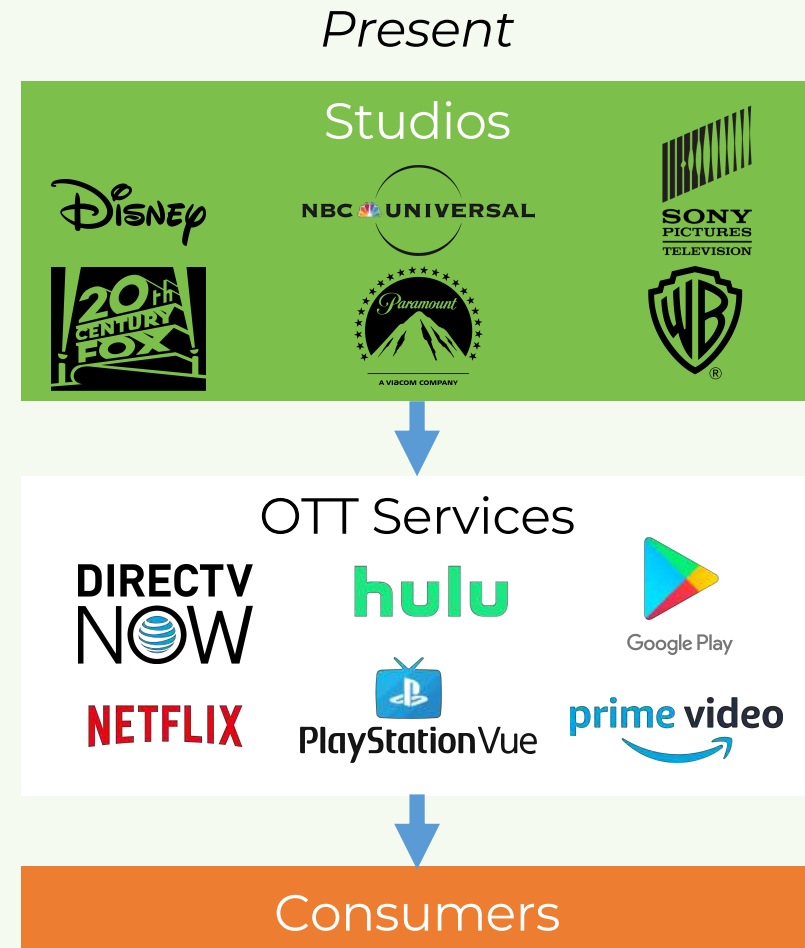 Present
Studios
Disney
NBC UNIVERSAL
SONY
PICTURES
TELEVISION
20th
CENTURY
FOX
Paramount
A VIACOM COMPANY
WB
®
OTT Services
DIRECTV
NOW
hulu
Google Play
NETFLIX
PlayStation Vue
prime video
Consumers